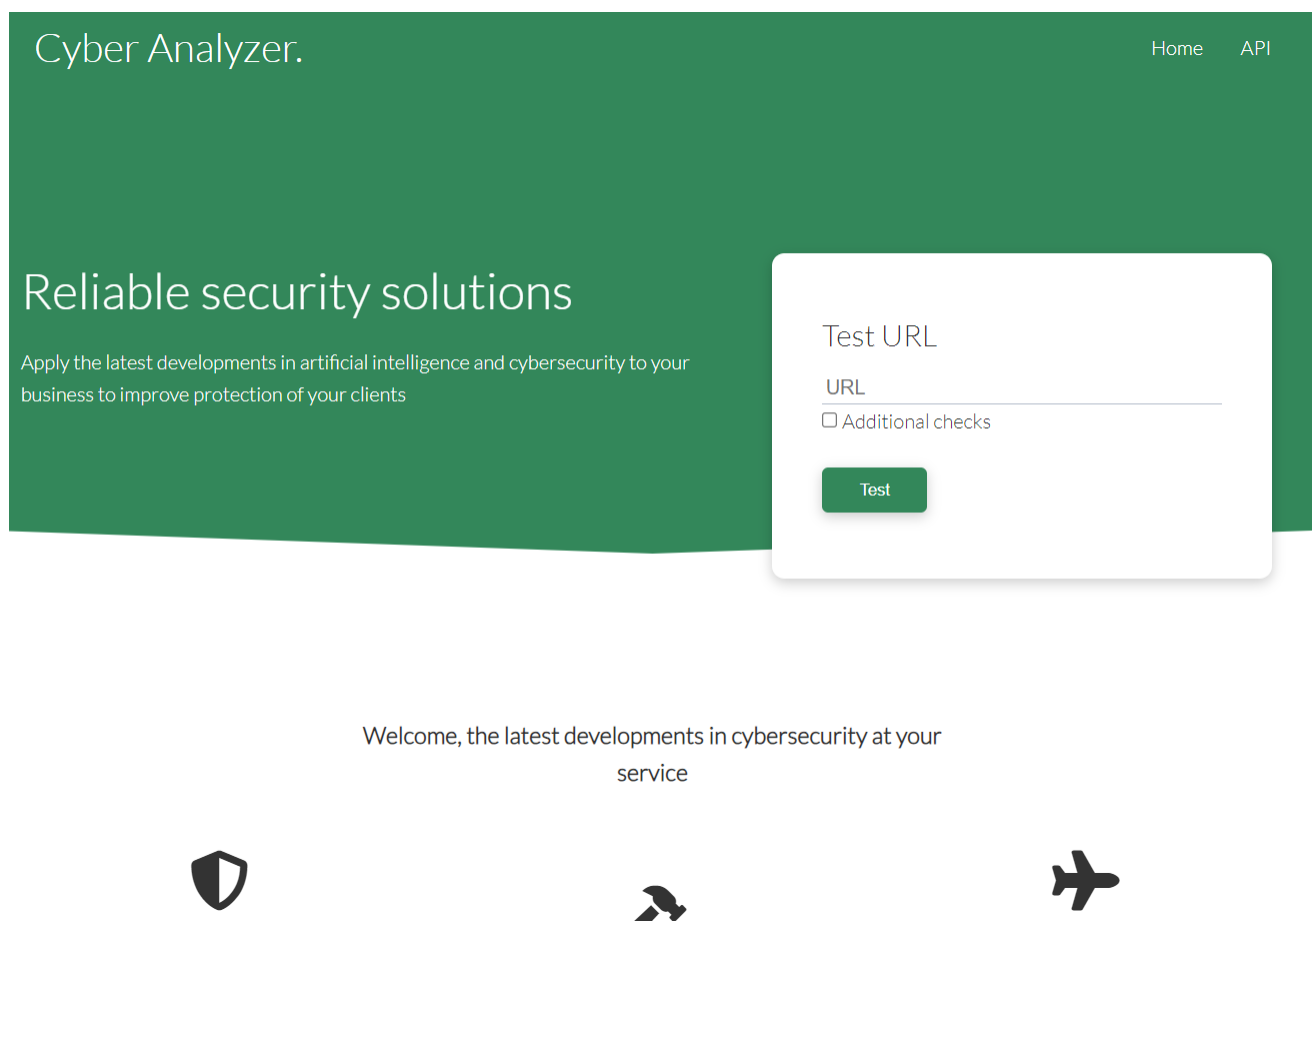 Cyber Analyzer.
Home API
Reliable security solutions
Apply the latest developments in artificial intelligence and cybersecurity to your
business to improve protection of your clients
Test URL
URL
Additional checks
Test
Welcome, the latest developments in cybersecurity at your
service